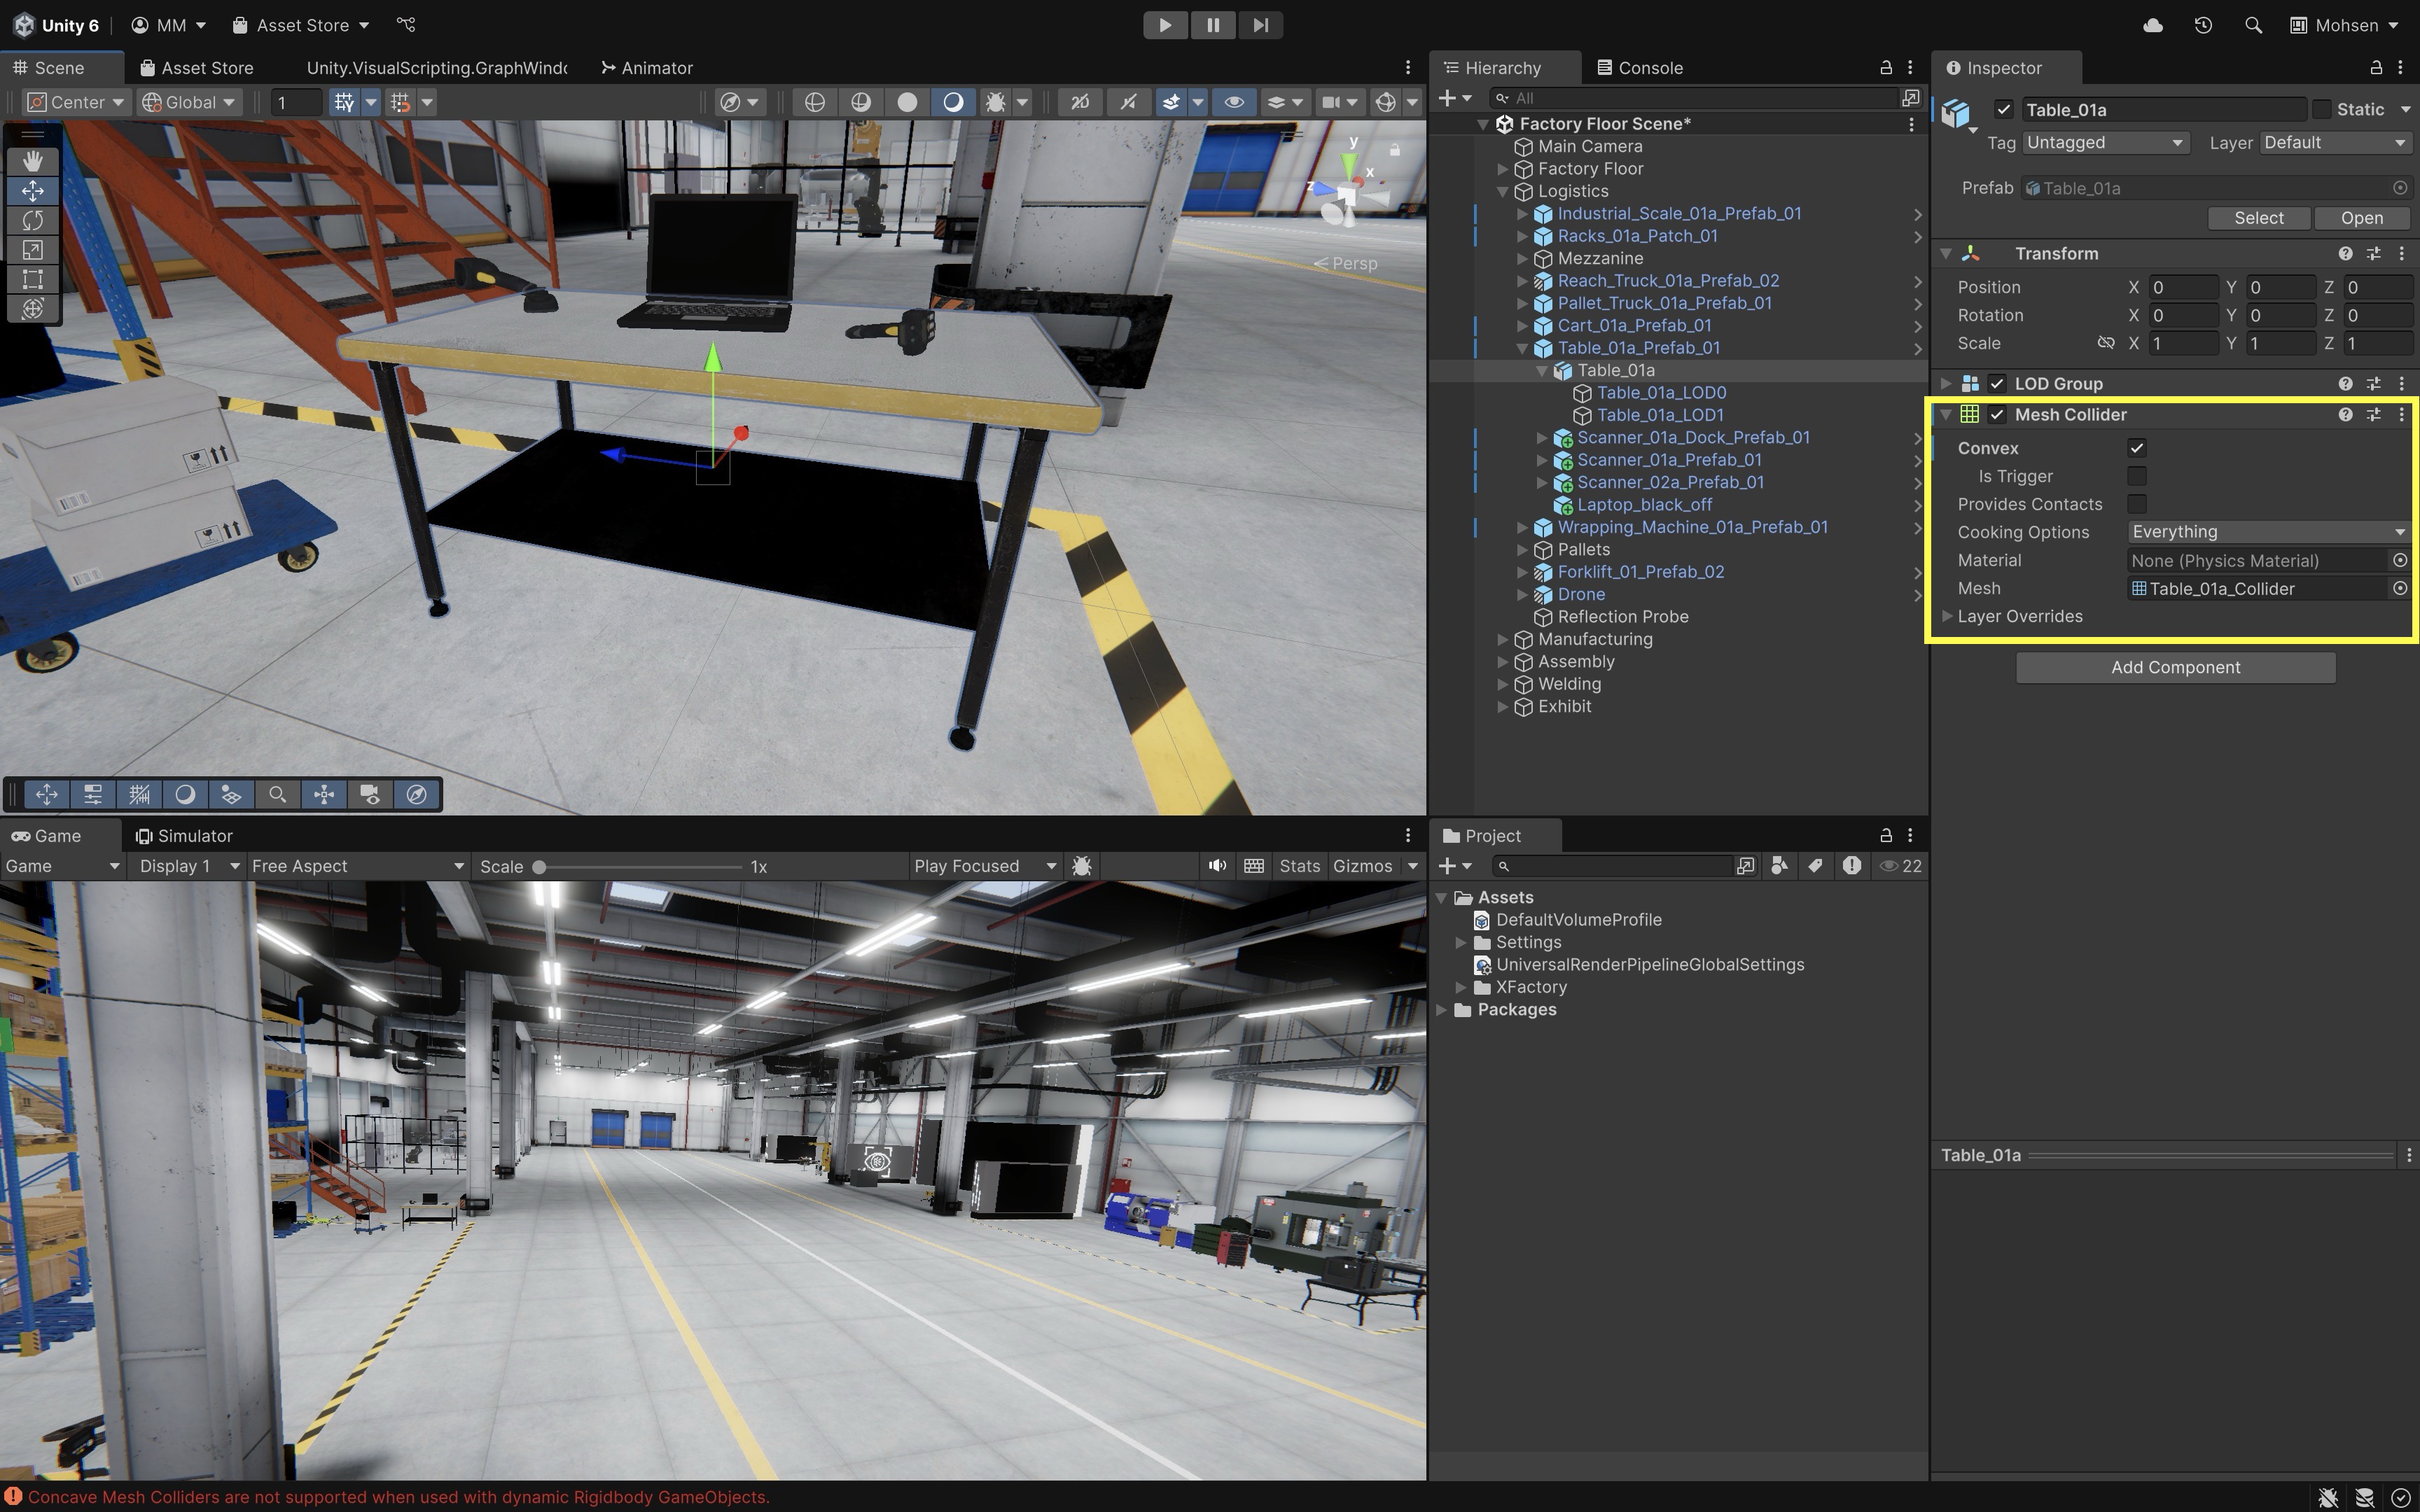 Unity 6 MM Asset Store Mohsen
Scene Asset Store Unity.VisualScripting.GraphWindo Animator
Center Global 1 2D
y
x
z
Persp
Game Simulator
Game Display 1 Free Aspect Scale 1x Play Focused Stats Gizmos
Hierarchy Console
All
Factory Floor Scene*
Main Camera
Factory Floor
Logistics
Industrial_Scale_01a_Prefab_01
Racks_01a_Patch_01
Mezzanine
Reach_Truck_01a_Prefab_02
Pallet_Truck_01a_Prefab_01
Cart_01a_Prefab_01
Table_01a_Prefab_01
Table_01a
Table_01a_LOD0
Table_01a_LOD1
Scanner_01a_Dock_Prefab_01
Scanner_01a_Prefab_01
Scanner_02a_Prefab_01
Laptop_black_off
Wrapping_Machine_01a_Prefab_01
Pallets
Forklift_01_Prefab_02
Drone
Reflection Probe
Manufacturing
Assembly
Welding
Exhibit
Project
22
Assets
DefaultVolumeProfile
Settings
UniversalRenderPipelineGlobalSettings
XFactory
Packages
Inspector
Table_01a Static
Tag Untagged Layer Default
Prefab Table_01a
Select Open
Transform
Position X 0 Y 0 Z 0
Rotation X 0 Y 0 Z 0
Scale X 1 Y 1 Z 1
LOD Group
Mesh Collider
Convex
Is Trigger
Provides Contacts
Cooking Options Everything
Material None (Physics Material)
Mesh Table_01a_Collider
Layer Overrides
Add Component
Table_01a
Concave Mesh Colliders are not supported when used with dynamic Rigidbody GameObjects.